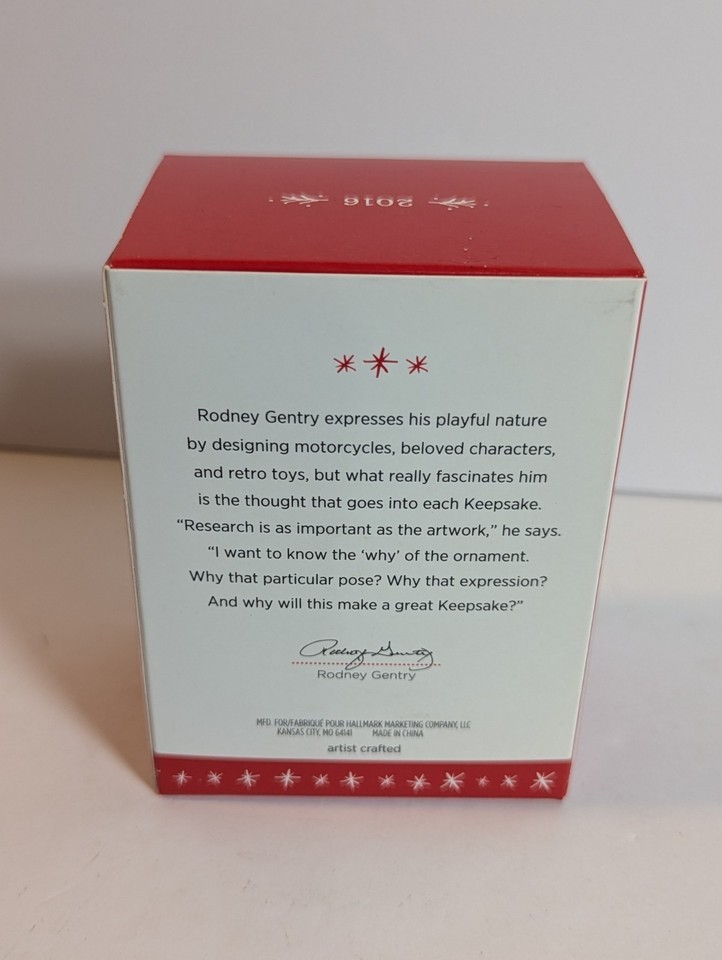 2016
Rodney Gentry expresses his playful nature
by designing motorcycles, beloved characters,
and retro toys, but what really fascinates him
is the thought that goes into each Keepsake.
“Research is as important as the artwork,” he says.
“I want to know the ‘why’ of the ornament.
Why that particular pose? Why that expression?
And why will this make a great Keepsake?”
Rodney Gentry
Rodney Gentry
MFD. FOR/FABRIQUÉ POUR HALLMARK MARKETING COMPANY, LLC
KANSAS CITY, MO 64141 MADE IN CHINA
artist crafted